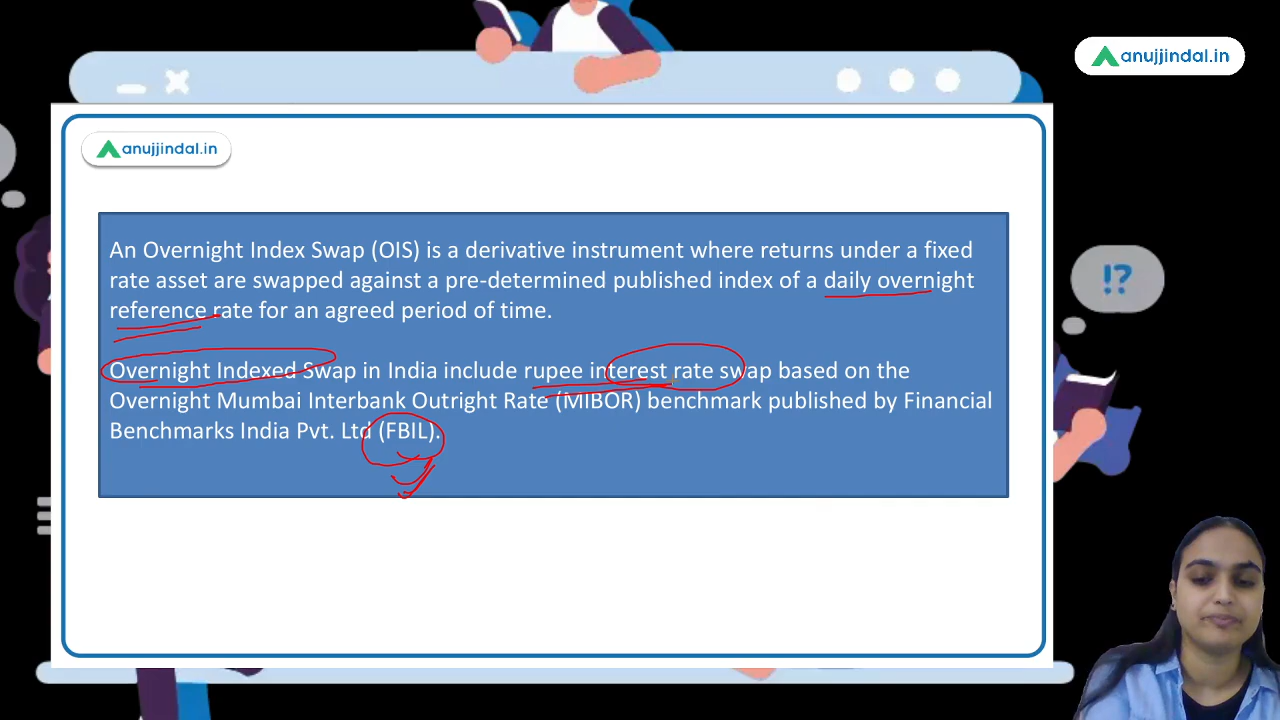 anujjindal.in
anujjindal.in
An Overnight Index Swap (OIS) is a derivative instrument where returns under a fixed
rate asset are swapped against a pre-determined published index of a daily overnight
reference rate for an agreed period of time.
Overnight Indexed Swap in India include rupee interest rate swap based on the
Overnight Mumbai Interbank Outright Rate (MIBOR) benchmark published by Financial
Benchmarks India Pvt. Ltd (FBIL).
!?